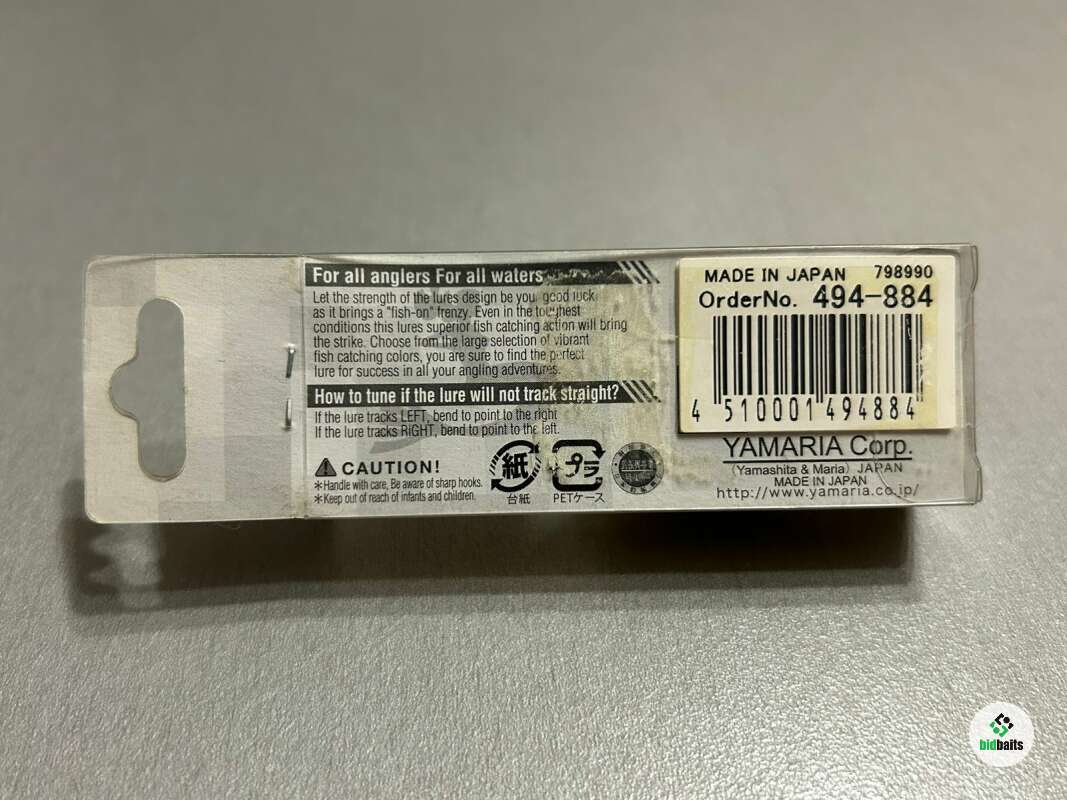 For all anglers For all waters
Let the strength of the lures design be you good luck
as it brings a "fish-on" frenzy. Even in the toughest
conditions this lures superior fish catching action will bring
the strike. Choose from the large selection of vibrant
fish catching colors, you are sure to find the perfect
lure for success in all your angling adventures.
How to tune if the lure will not track straight?
If the lure tracks LEFT, bend to point to the right
If the lure tracks RIGHT, bend to point to the left.
CAUTION!
*Handle with care, Be aware of sharp hooks.
*Keep out of reach of infants and children.
紙
台紙
プラ
PETケース
MADE IN JAPAN 798990
OrderNo. 494-884
4 510001 494884
YAMARIA Corp.
(Yamashita & Maria) JAPAN
MADE IN JAPAN
http://www.yamaria.co.jp/
bidbaits